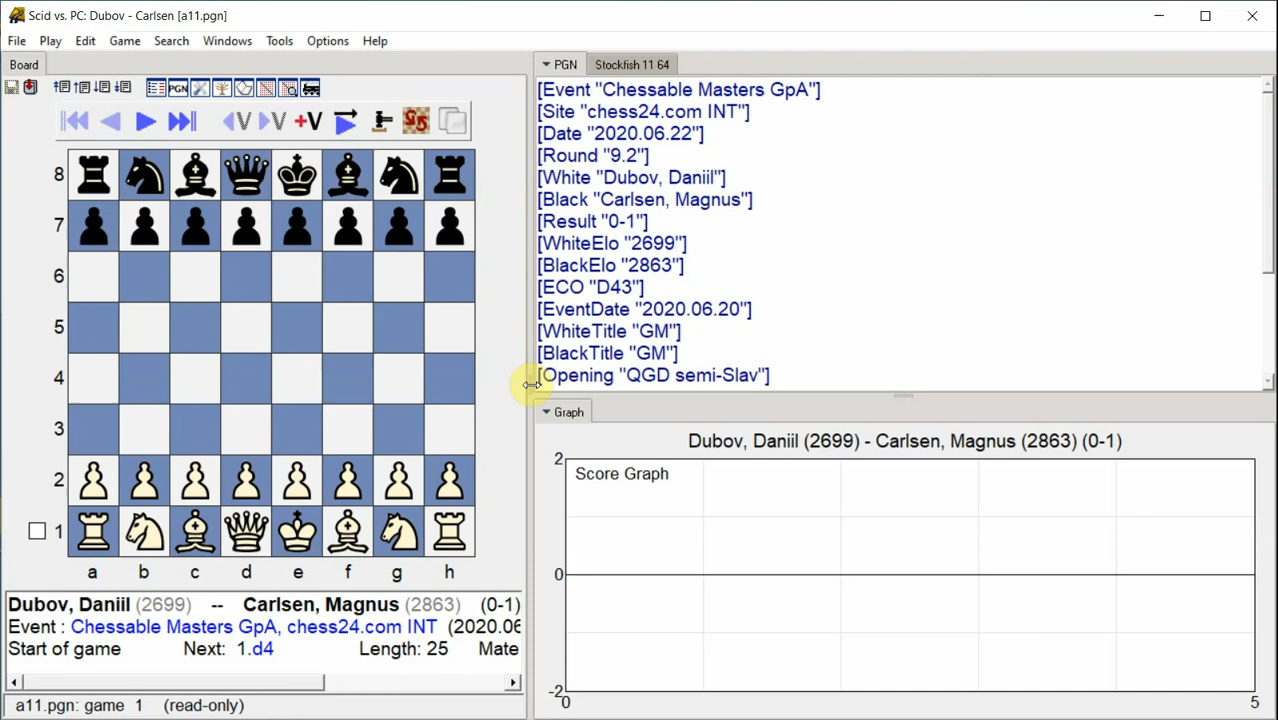 Scid vs. PC: Dubov - Carlsen [a11.pgn]
File Play Edit Game Search Windows Tools Options Help
Board
PGN
V V +V
8
7
6
5
4
3
2
1
a b c d e f g h
Dubov, Daniil (2699) -- Carlsen, Magnus (2863) (0-1)
Event : Chessable Masters GpA, chess24.com INT (2020.06
Start of game Next: 1.d4 Length: 25 Mate
a11.pgn: game 1 (read-only)
PGN Stockfish 11 64
[Event "Chessable Masters GpA"]
[Site "chess24.com INT"]
[Date "2020.06.22"]
[Round "9.2"]
[White "Dubov, Daniil"]
[Black "Carlsen, Magnus"]
[Result "0-1"]
[WhiteElo "2699"]
[BlackElo "2863"]
[ECO "D43"]
[EventDate "2020.06.20"]
[WhiteTitle "GM"]
[BlackTitle "GM"]
[Opening "QGD semi-Slav"]
Graph
Dubov, Daniil (2699) - Carlsen, Magnus (2863) (0-1)
2
Score Graph
0
-2
0 5